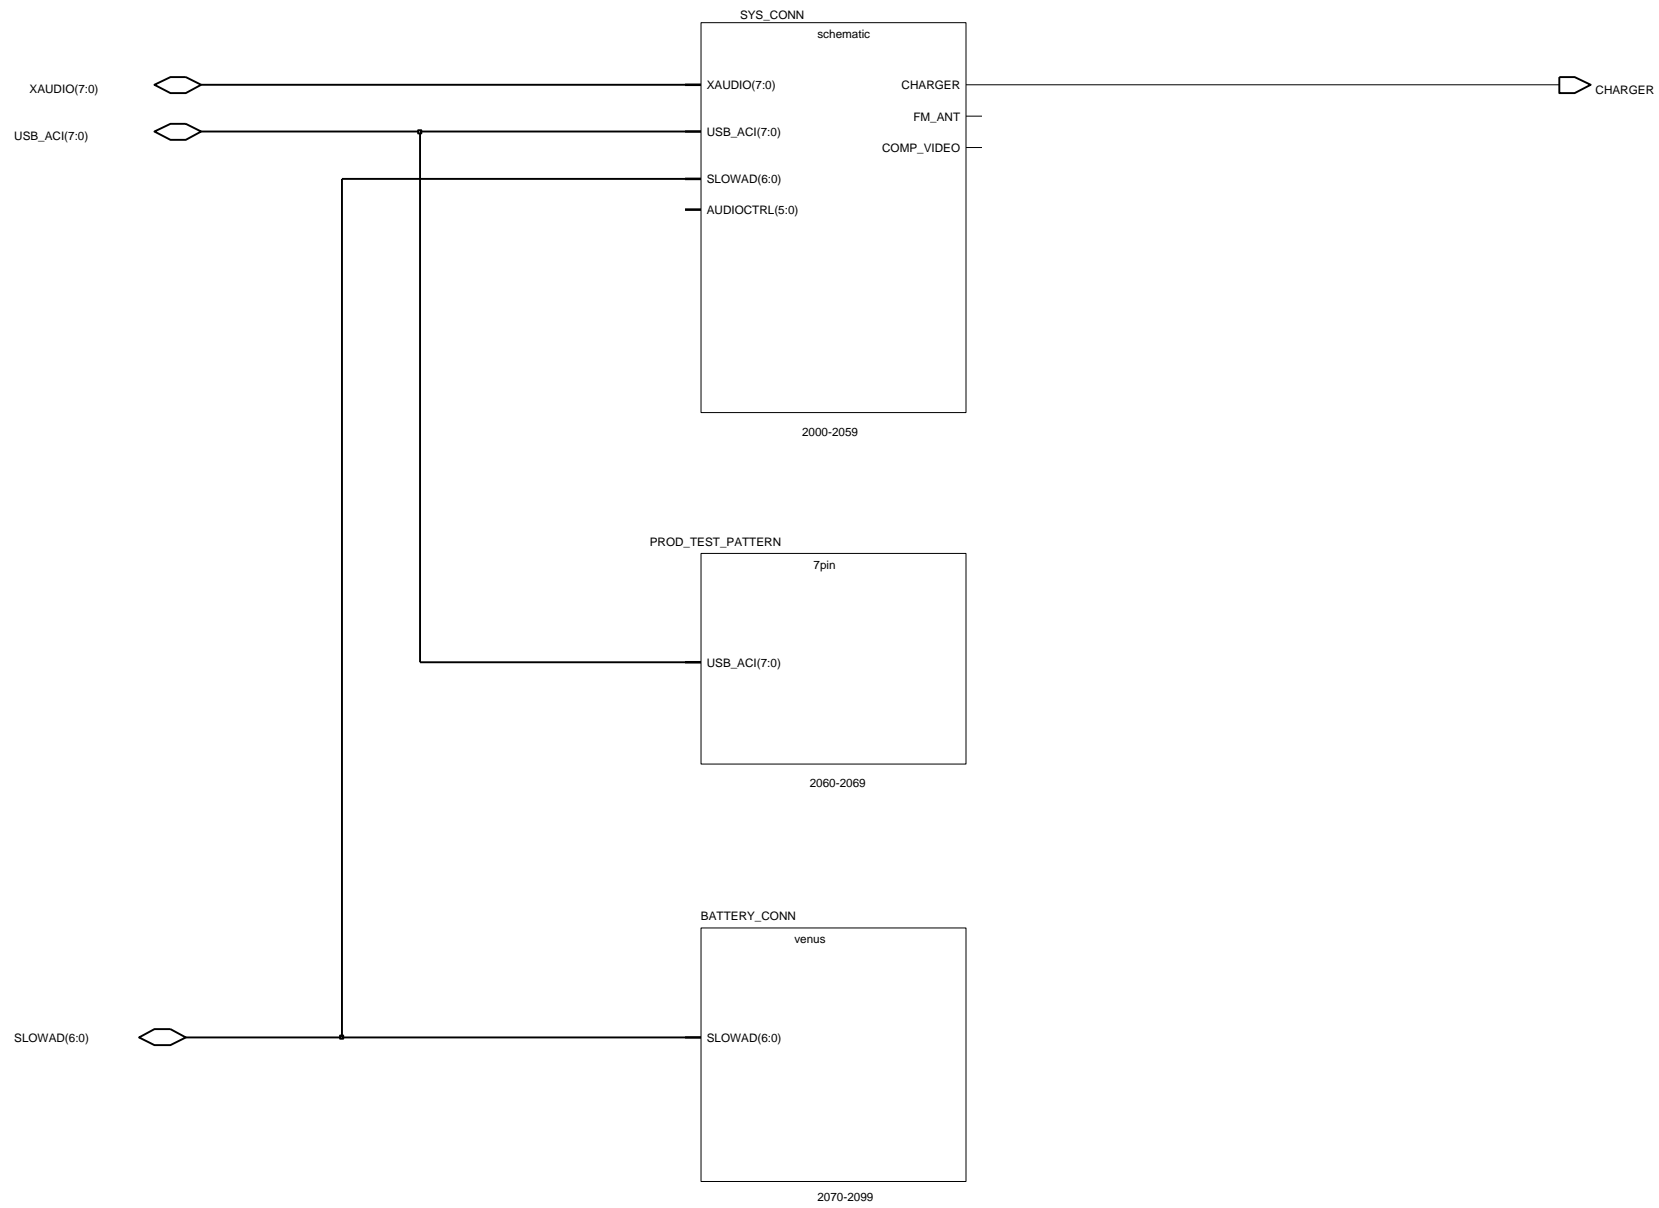 SYS_CONN
schematic
XAUDIO(7:0)
XAUDIO(7:0)
CHARGER
CHARGER
FM_ANT
USB_ACI(7:0)
USB_ACI(7:0)
COMP_VIDEO
SLOWAD(6:0)
AUDIOCTRL(5:0)
2000-2059
PROD_TEST_PATTERN
7pin
USB_ACI(7:0)
2060-2069
BATTERY_CONN
venus
SLOWAD(6:0)
SLOWAD(6:0)
2070-2099